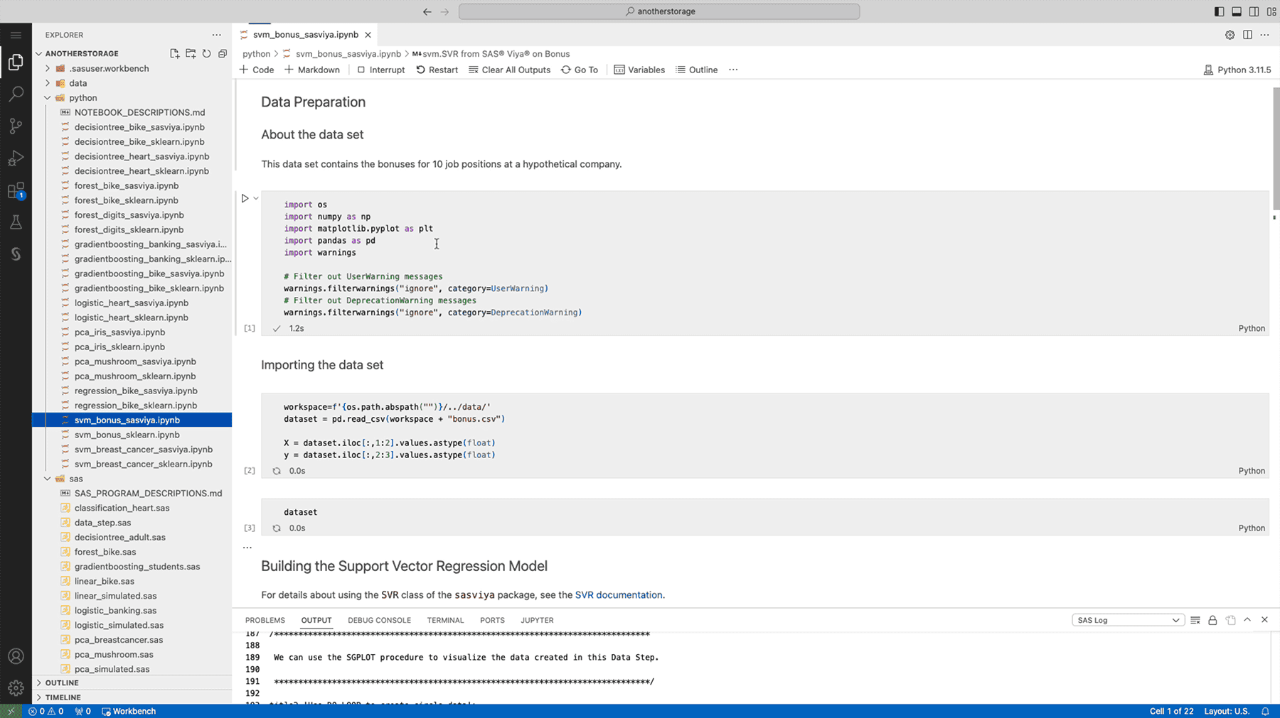 anotherstorage
EXPLORER
ANOTHERSTORAGE
.sasuser.workbench
data
python
NOTEBOOK_DESCRIPTIONS.md
decisiontree_bike_sasviya.ipynb
decisiontree_bike_sklearn.ipynb
decisiontree_heart_sasviya.ipynb
decisiontree_heart_sklearn.ipynb
forest_bike_sasviya.ipynb
forest_bike_sklearn.ipynb
forest_digits_sasviya.ipynb
forest_digits_sklearn.ipynb
gradientboosting_banking_sasviya.i...
gradientboosting_banking_sklearn.ip...
gradientboosting_bike_sasviya.ipynb
gradientboosting_bike_sklearn.ipynb
logistic_heart_sasviya.ipynb
logistic_heart_sklearn.ipynb
pca_iris_sasviya.ipynb
pca_iris_sklearn.ipynb
pca_mushroom_sasviya.ipynb
pca_mushroom_sklearn.ipynb
regression_bike_sasviya.ipynb
regression_bike_sklearn.ipynb
svm_bonus_sasviya.ipynb
svm_bonus_sklearn.ipynb
svm_breast_cancer_sasviya.ipynb
svm_breast_cancer_sklearn.ipynb
sas
SAS_PROGRAM_DESCRIPTIONS.md
classification_heart.sas
data_step.sas
decisiontree_adult.sas
forest_bike.sas
gradientboosting_students.sas
linear_bike.sas
linear_simulated.sas
logistic_banking.sas
logistic_simulated.sas
pca_breastcancer.sas
pca_mushroom.sas
pca_simulated.sas
OUTLINE
TIMELINE
1
svm_bonus_sasviya.ipynb
python > svm_bonus_sasviya.ipynb > svm.SVR from SAS® Viya® on Bonus
+ Code + Markdown Interrupt Restart Clear All Outputs Go To Variables Outline ...
Python 3.11.5
Data Preparation
About the data set
This data set contains the bonuses for 10 job positions at a hypothetical company.
import os
import numpy as np
import matplotlib.pyplot as plt
import pandas as pd
import warnings
# Filter out UserWarning messages
warnings.filterwarnings("ignore", category=UserWarning)
# Filter out DeprecationWarning messages
warnings.filterwarnings("ignore", category=DeprecationWarning)
[1] 1.2s Python
Importing the data set
workspace=f'{os.path.abspath("")}/../data/'
dataset = pd.read_csv(workspace + "bonus.csv")
X = dataset.iloc[:,1:2].values.astype(float)
y = dataset.iloc[:,2:3].values.astype(float)
[2] 0.0s Python
dataset
[3] 0.0s Python
...
Building the Support Vector Regression Model
For details about using the SVR class of the sasviya package, see the SVR documentation.
PROBLEMS OUTPUT DEBUG CONSOLE TERMINAL PORTS JUPYTER SAS Log
187 /******************************************************************************
188
189 We can use the SGPLOT procedure to visualize the data created in this Data Step.
190
191 ******************************************************************************/
192
0 0 0 Workbench Cell 1 of 22 Layout: U.S.